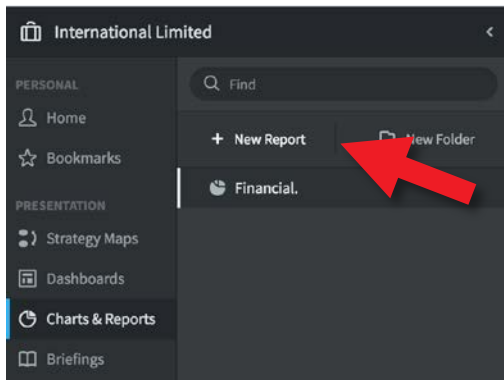 International Limited
PERSONAL
Home
Bookmarks
PRESENTATION
Strategy Maps
Dashboards
Charts & Reports
Briefings
Find
+ New Report
New Folder
Financial.